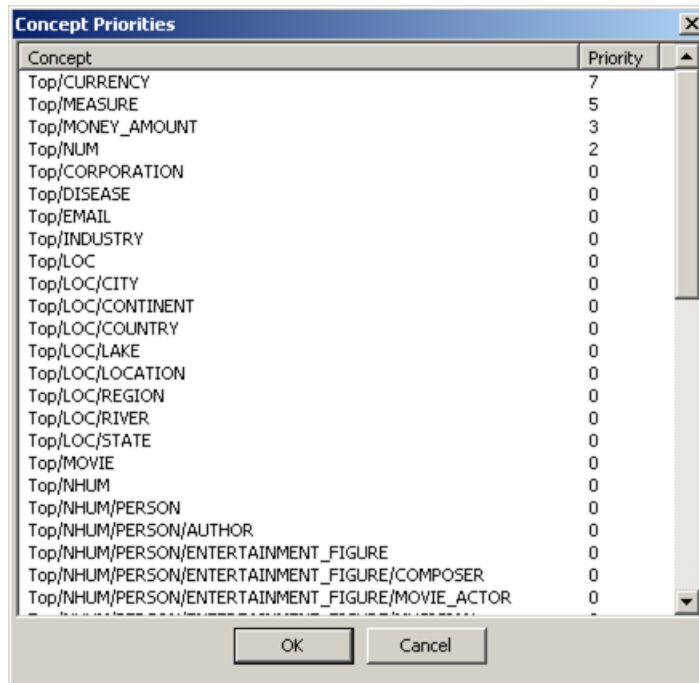 Concept Priorities
Concept Priority
Top/CURRENCY 7
Top/MEASURE 5
Top/MONEY_AMOUNT 3
Top/NUM 2
Top/CORPORATION 0
Top/DISEASE 0
Top/EMAIL 0
Top/INDUSTRY 0
Top/LOC 0
Top/LOC/CITY 0
Top/LOC/CONTINENT 0
Top/LOC/COUNTRY 0
Top/LOC/LAKE 0
Top/LOC/LOCATION 0
Top/LOC/REGION 0
Top/LOC/RIVER 0
Top/LOC/STATE 0
Top/MOVIE 0
Top/NHUM 0
Top/NHUM/PERSON 0
Top/NHUM/PERSON/AUTHOR 0
Top/NHUM/PERSON/ENTERTAINMENT_FIGURE 0
Top/NHUM/PERSON/ENTERTAINMENT_FIGURE/COMPOSER 0
Top/NHUM/PERSON/ENTERTAINMENT_FIGURE/MOVIE_ACTOR 0
OK Cancel